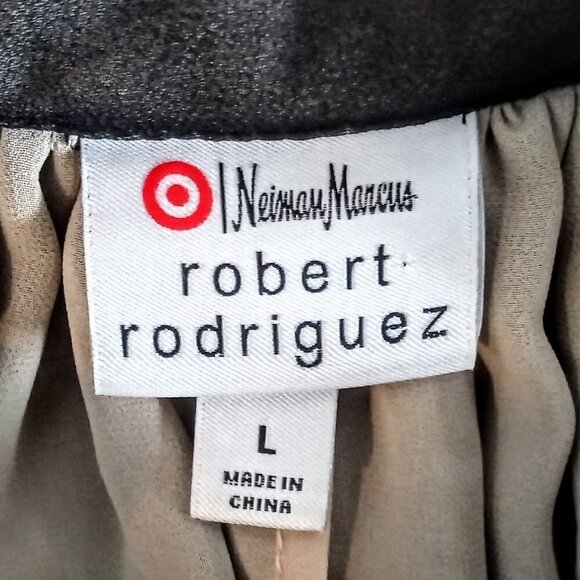 Neiman Marcus
robert
rodriguez
L
MADE IN
CHINA